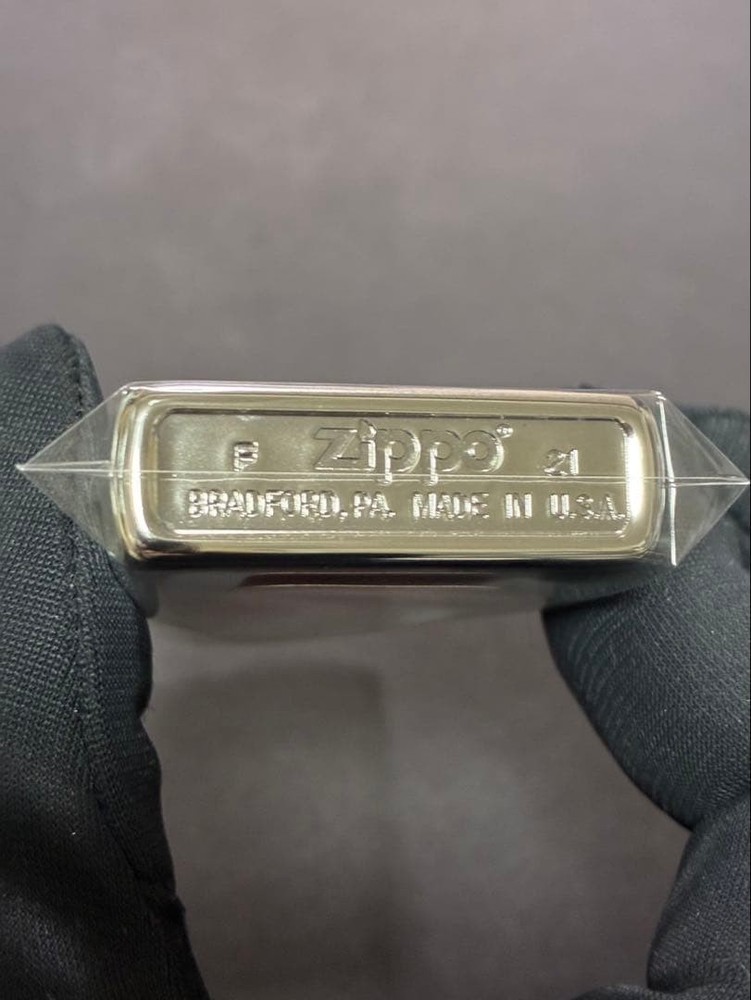 F Zippo® 21
BRADFORD, PA. MADE IN U.S.A.